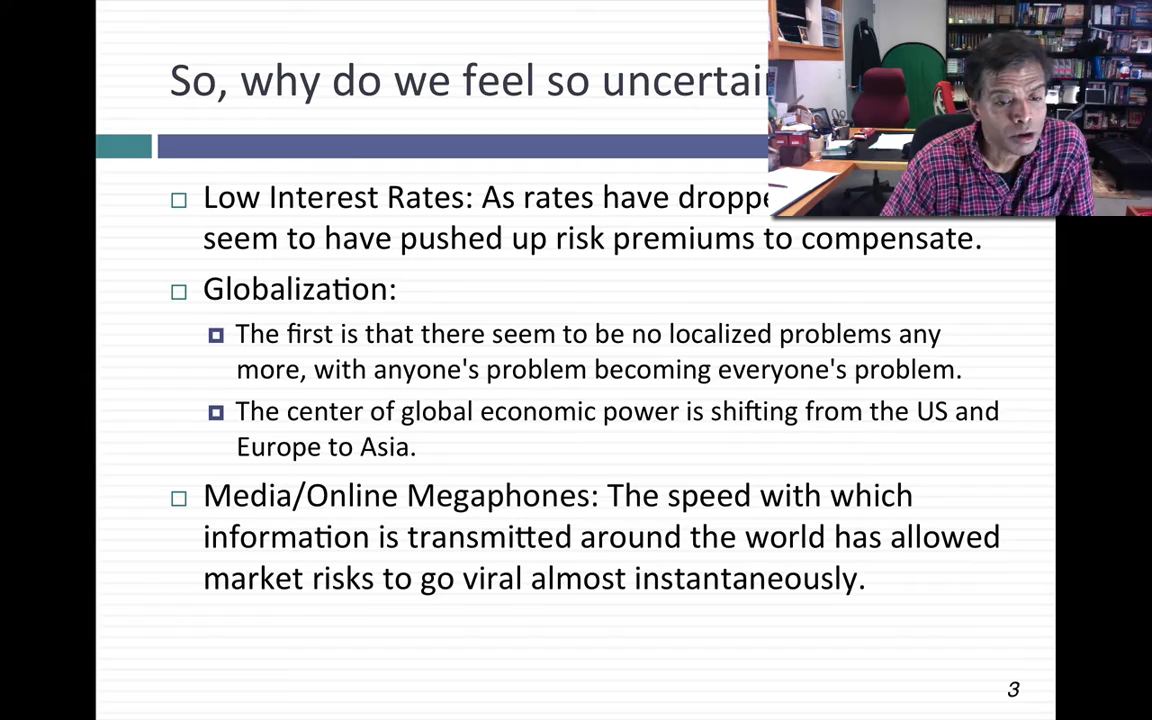 So, why do we feel so
Low Interest Rates: As rates have
seem to have pushed up risk premiums to compensate.
Globalization:
The first is that there seem to be no localized problems any
more, with anyone's problem becoming everyone's problem.
The center of global economic power is shifting from the US and
Europe to Asia.
Media/Online Megaphones: The speed with which
information is transmitted around the world has allowed
market risks to go viral almost instantaneously.
3